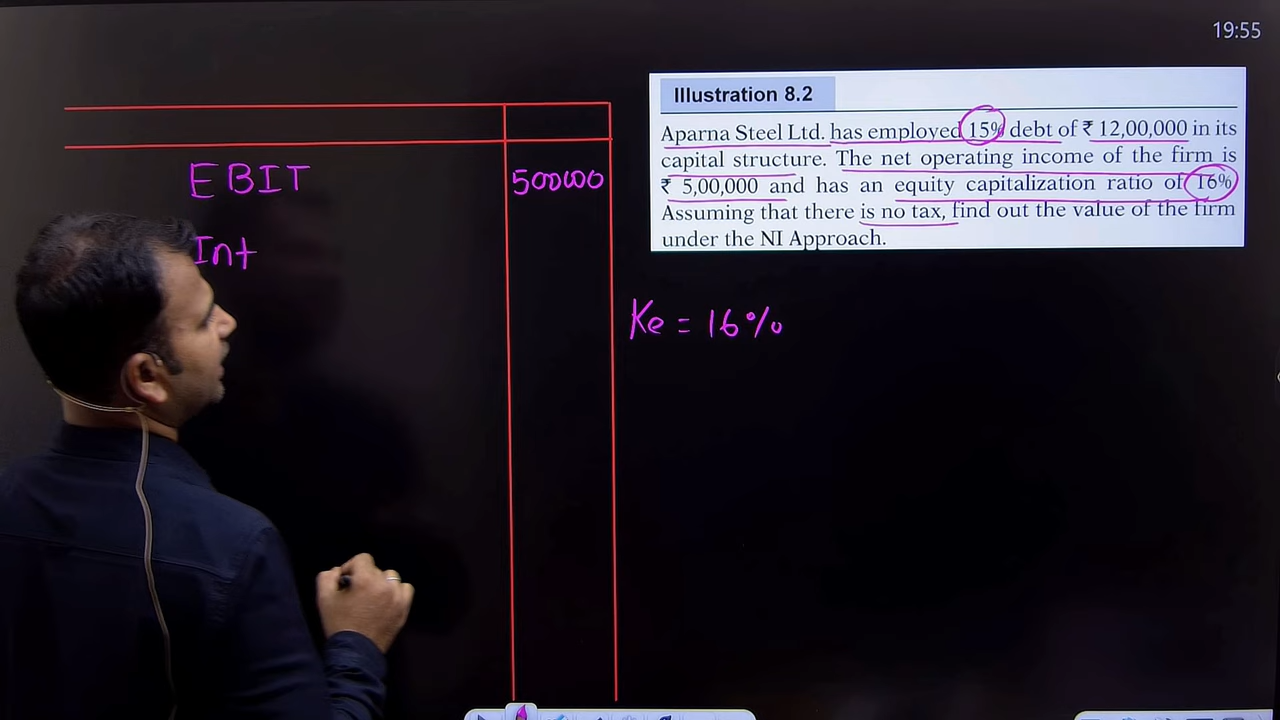 19:55
Illustration 8.2
Aparna Steel Ltd. has employed 15% debt of ₹ 12,00,000 in its
capital structure. The net operating income of the firm is
₹ 5,00,000 and has an equity capitalization ratio of 16%
Assuming that there is no tax, find out the value of the firm
under the NI Approach.
EBIT 500000
Int
Ke = 16%